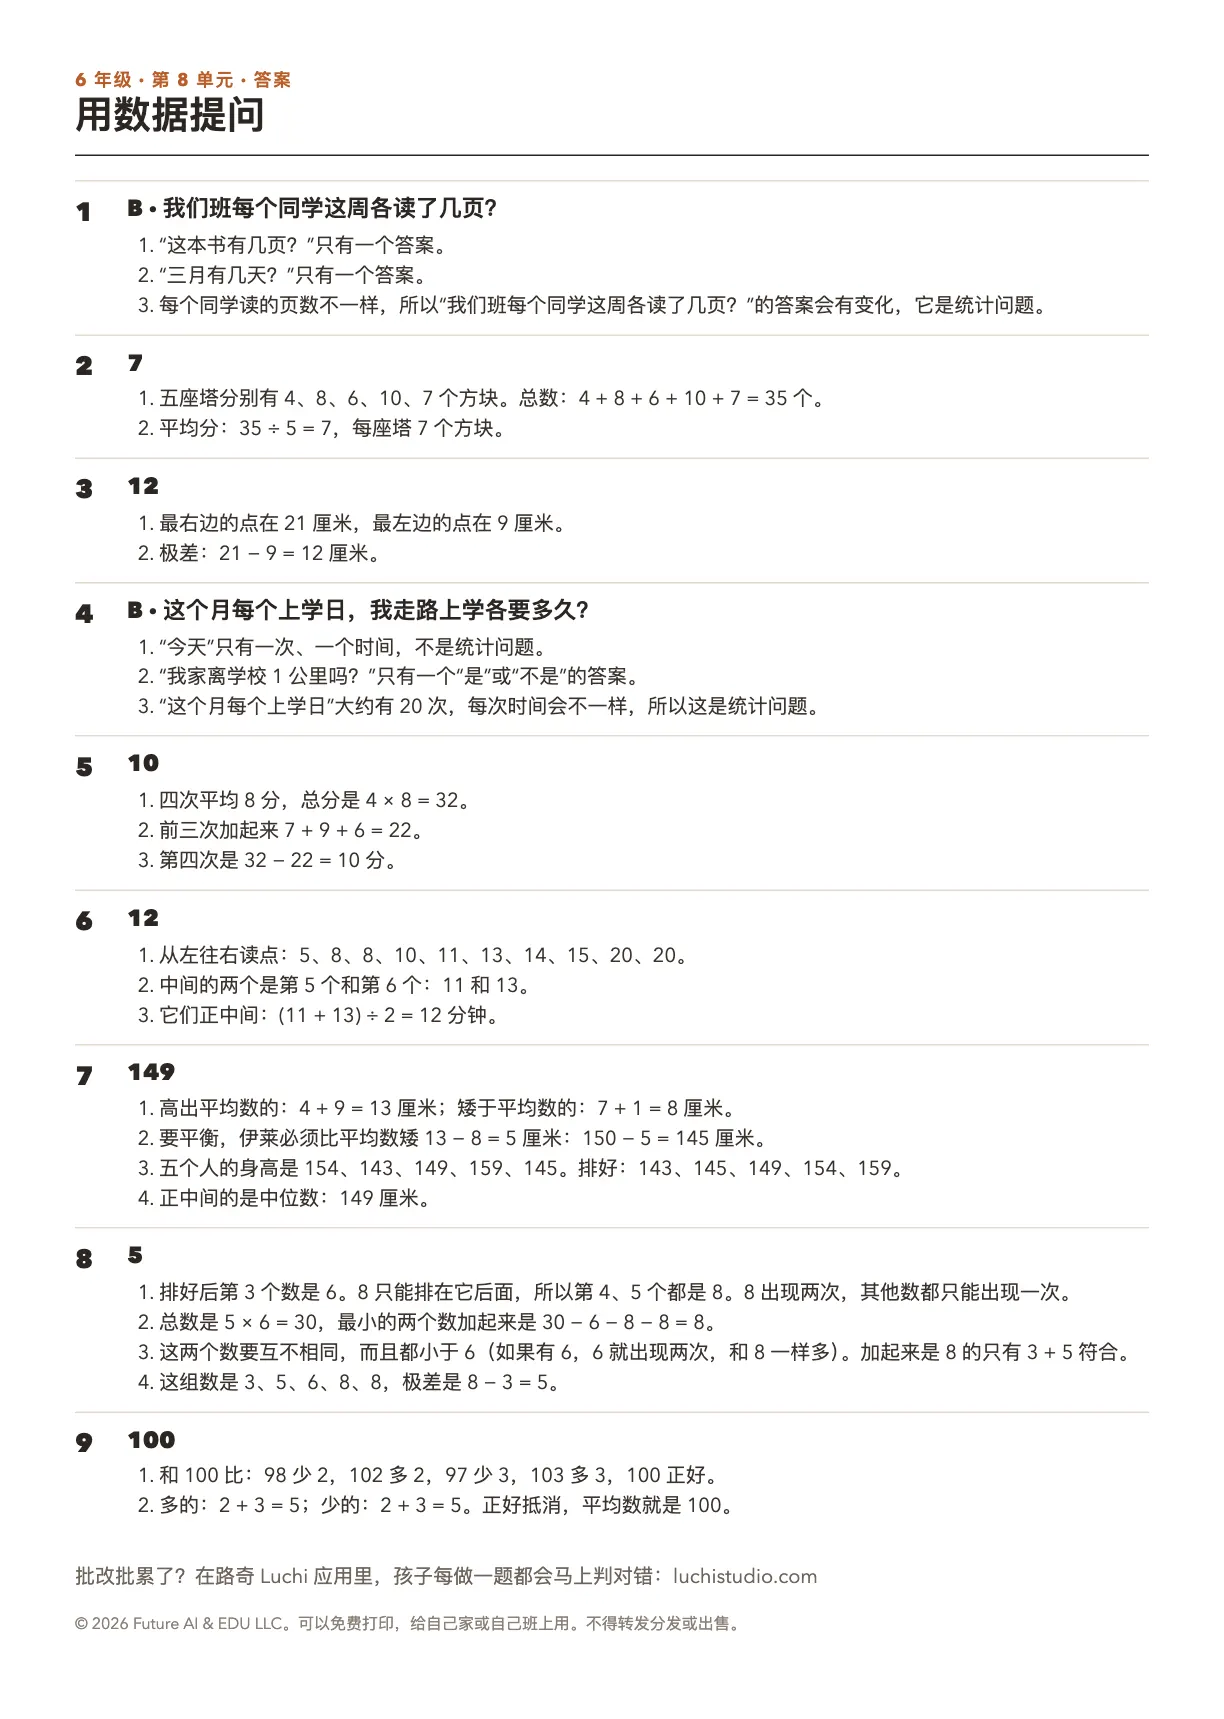 6 年级 · 第 8 单元 · 答案
用数据提问
1 B · 我们班每个同学这周各读了几页？
1. “这本书有几页？”只有一个答案。
2. “三月有几天？”只有一个答案。
3. 每个同学读的页数不一样，所以“我们班每个同学这周各读了几页？”的答案会有变化，它是统计问题。
2 7
1. 五座塔分别有 4、8、6、10、7 个方块。总数：4 + 8 + 6 + 10 + 7 = 35 个。
2. 平均分：35 ÷ 5 = 7，每座塔 7 个方块。
3 12
1. 最右边的点在 21 厘米，最左边的点在 9 厘米。
2. 极差：21 − 9 = 12 厘米。
4 B · 这个月每个上学日，我走路上学各要多久？
1. “今天”只有一次、一个时间，不是统计问题。
2. “我家离学校 1 公里吗？”只有一个“是”或“不是”的答案。
3. “这个月每个上学日”大约有 20 次，每次时间会不一样，所以这是统计问题。
5 10
1. 四次平均 8 分，总分是 4 × 8 = 32。
2. 前三次加起来 7 + 9 + 6 = 22。
3. 第四次是 32 − 22 = 10 分。
6 12
1. 从左往右读点：5、8、8、10、11、13、14、15、20、20。
2. 中间的两个是第 5 个和第 6 个：11 和 13。
3. 它们正中间：(11 + 13) ÷ 2 = 12 分钟。
7 149
1. 高出平均数的：4 + 9 = 13 厘米；矮于平均数的：7 + 1 = 8 厘米。
2. 要平衡，伊莱必须比平均数矮 13 − 8 = 5 厘米：150 − 5 = 145 厘米。
3. 五个人的身高是 154、143、149、159、145。排好：143、145、149、154、159。
4. 正中间的是中位数：149 厘米。
8 5
1. 排好后第 3 个数是 6。8 只能排在它后面，所以第 4、5 个都是 8。8 出现两次，其他数都只能出现一次。
2. 总数是 5 × 6 = 30，最小的两个数加起来是 30 − 6 − 8 − 8 = 8。
3. 这两个数要互不相同，而且都小于 6（如果有 6，6 就出现两次，和 8 一样多）。加起来是 8 的只有 3 + 5 符合。
4. 这组数是 3、5、6、8、8，极差是 8 − 3 = 5。
9 100
1. 和 100 比：98 少 2，102 多 2，97 少 3，103 多 3，100 正好。
2. 多的：2 + 3 = 5；少的：2 + 3 = 5。正好抵消，平均数就是 100。
批改批累了？在路奇 Luchi 应用里，孩子每做一题都会马上判对错：luchistudio.com
© 2026 Future AI & EDU LLC。可以免费打印，给自己家或自己班上用。不得转发分发或出售。